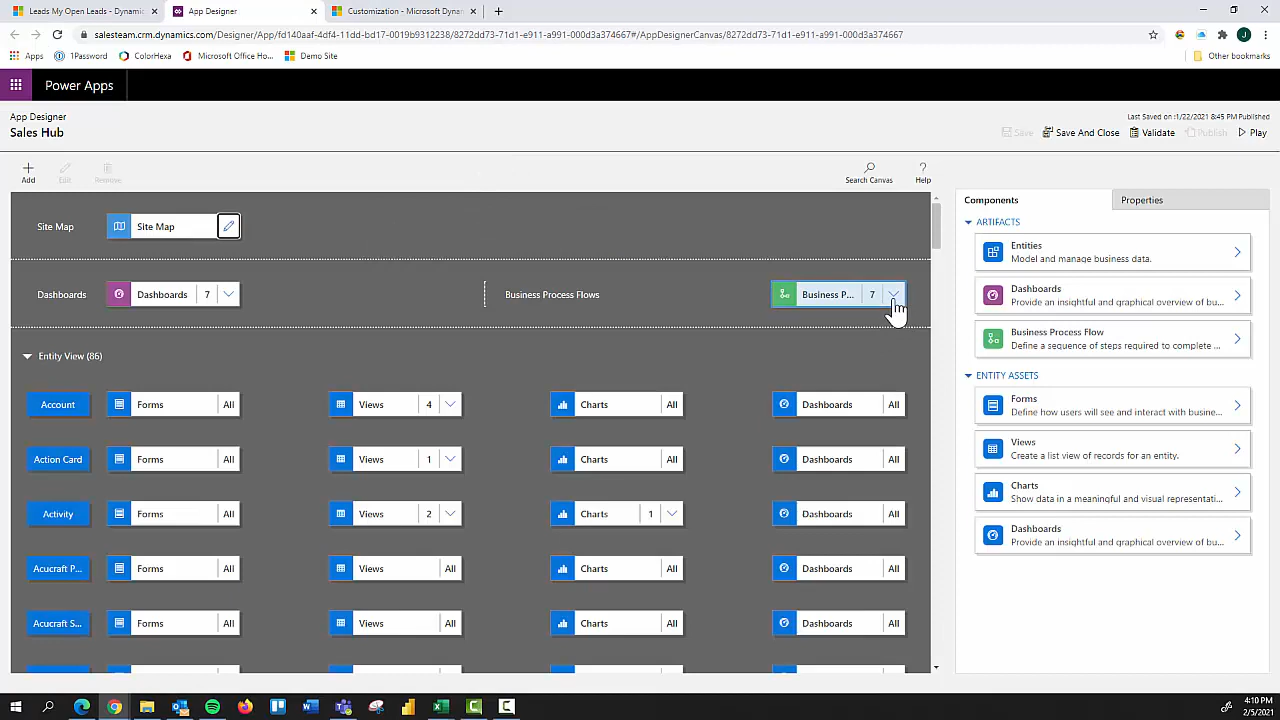 Leads My Open Leads - Dynamic
App Designer
Customization - Microsoft Dynam
salesteam.crm.dynamics.com/Designer/App/fd140aaf-4df4-11dd-bd17-0019b9312238/8272dd73-71d1-e911-a991-000d3a374667#/AppDesignerCanvas/8272dd73-71d1-e911-a991-000d3a374667
Apps
1Password
ColorHexa
Microsoft Office Ho...
Demo Site
Other bookmarks
Power Apps
App Designer
Sales Hub
Last Saved on :1/22/2021 8:45 PM Published
Save
Save And Close
Validate
Publish
Play
Add
Edit
Remove
Search Canvas
Help
Site Map
Site Map
Dashboards
Dashboards 7
Business Process Flows
Business P... 7
Entity View (86)
Account Forms All Views 4 Charts All Dashboards All
Action Card Forms All Views 1 Charts All Dashboards All
Activity Forms All Views 2 Charts 1 Dashboards All
Acucraft P... Forms All Views All Charts All Dashboards All
Acucraft S... Forms All Views All Charts All Dashboards All
Components
Properties
ARTIFACTS
Entities
Model and manage business data.
Dashboards
Provide an insightful and graphical overview of bu...
Business Process Flow
Define a sequence of steps required to complete ...
ENTITY ASSETS
Forms
Define how users will see and interact with busine...
Views
Create a list view of records for an entity.
Charts
Show data in a meaningful and visual representati...
Dashboards
Provide an insightful and graphical overview of bu...
4:10 PM
2/5/2021